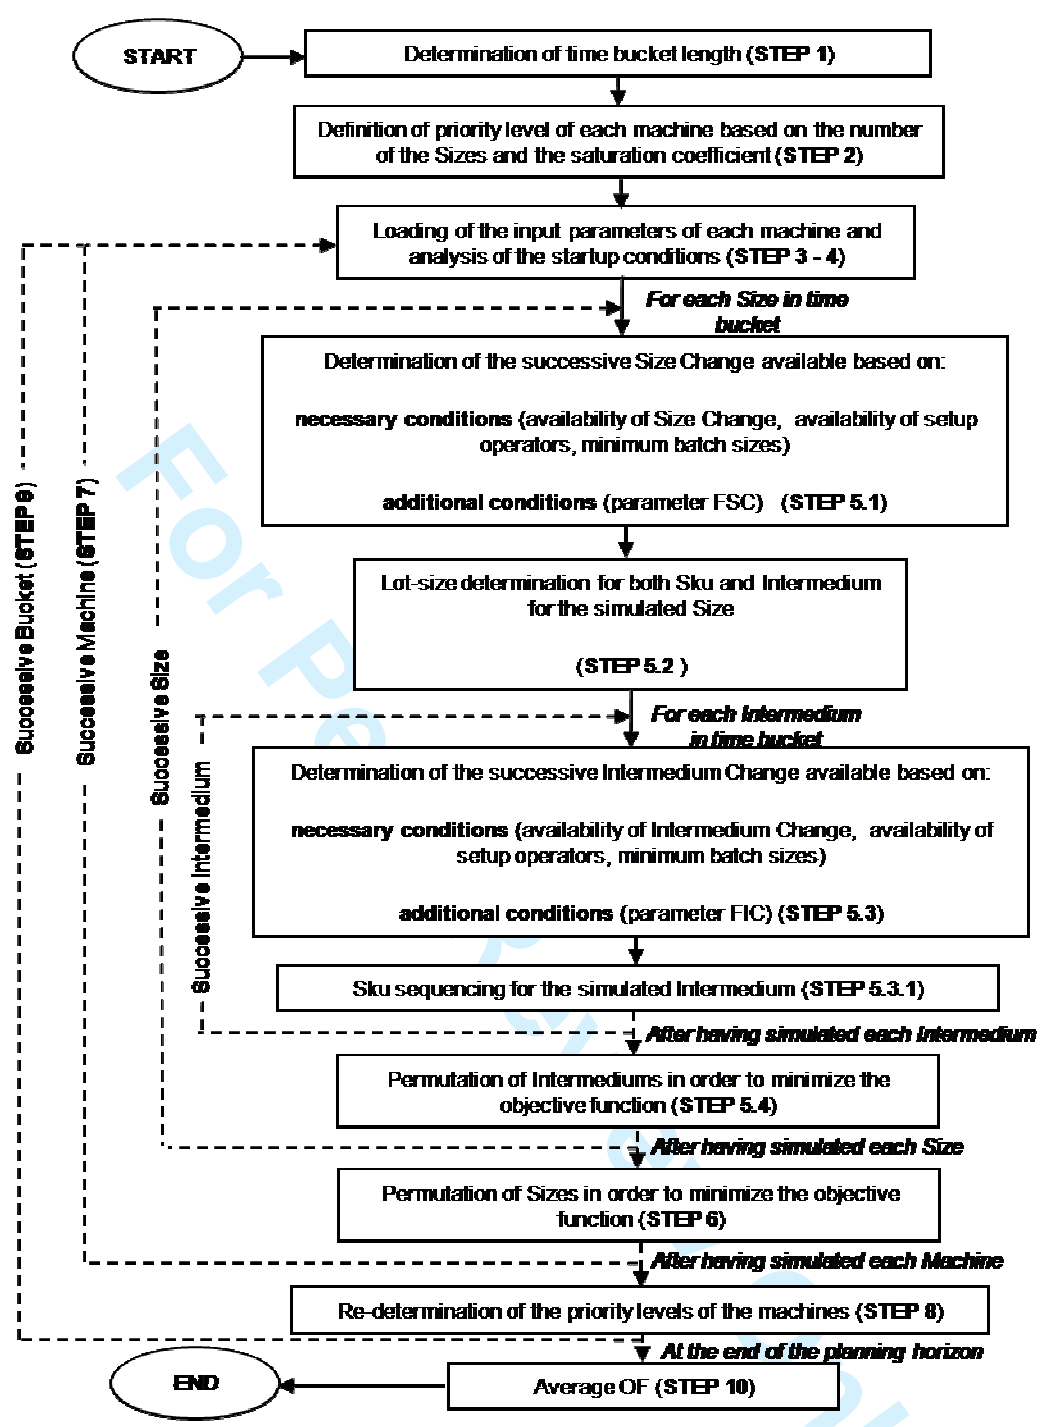 START
Determination of time bucket length (STEP 1)
Definition of priority level of each machine based on the number
of the Sizes and the saturation coefficient (STEP 2)
Loading of the input parameters of each machine and
analysis of the startup conditions (STEP 3 - 4)
For each Size in time
bucket
Determination of the successive Size Change available based on:
necessary conditions (availability of Size Change, availability of setup
operators, minimum batch sizes)
additional conditions (parameter FSC) (STEP 5.1)
Lot-size determination for both Sku and Intermedium
for the simulated Size
(STEP 5.2 )
For each Intermedium
in time bucket
Determination of the successive Intermedium Change available based on:
necessary conditions (availability of Intermedium Change, availability of
setup operators, minimum batch sizes)
additional conditions (parameter FIC) (STEP 5.3)
Sku sequencing for the simulated Intermedium (STEP 5.3.1)
After having simulated each Intermedium
Permutation of Intermediums in order to minimize the
objective function (STEP 5.4)
After having simulated each Size
Permutation of Sizes in order to minimize the objective
function (STEP 6)
After having simulated each Machine
Re-determination of the priority levels of the machines (STEP 8)
At the end of the planning horizon
Average OF (STEP 10)
END
Successive Bucket (STEP 9)
Successive Machine (STEP 7)
Successive Size
Successive Intermedium